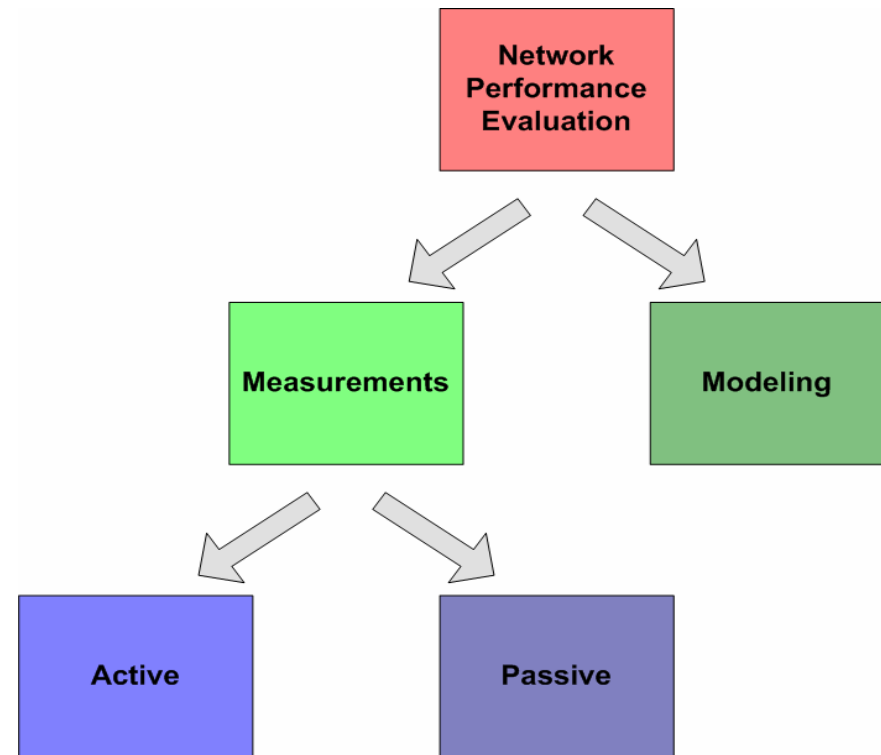 Network
Performance
Evaluation
Measurements
Modeling
Active
Passive